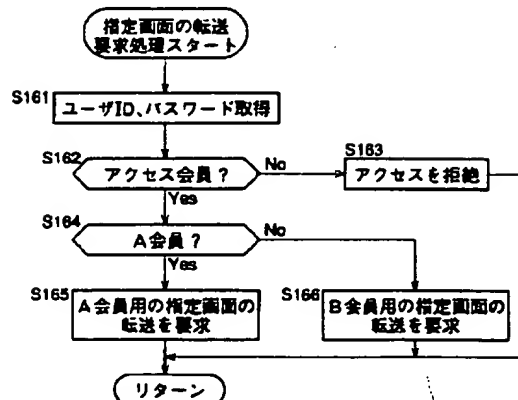 指定画面の転送
要求処理スタート
S161
ユーザID、パスワード取得
S162
アクセス会員?
No
S163
アクセスを拒絶
Yes
S164
A会員?
No
Yes
S165
A会員用の指定画面の
転送を要求
S166
B会員用の指定画面の
転送を要求
リターン